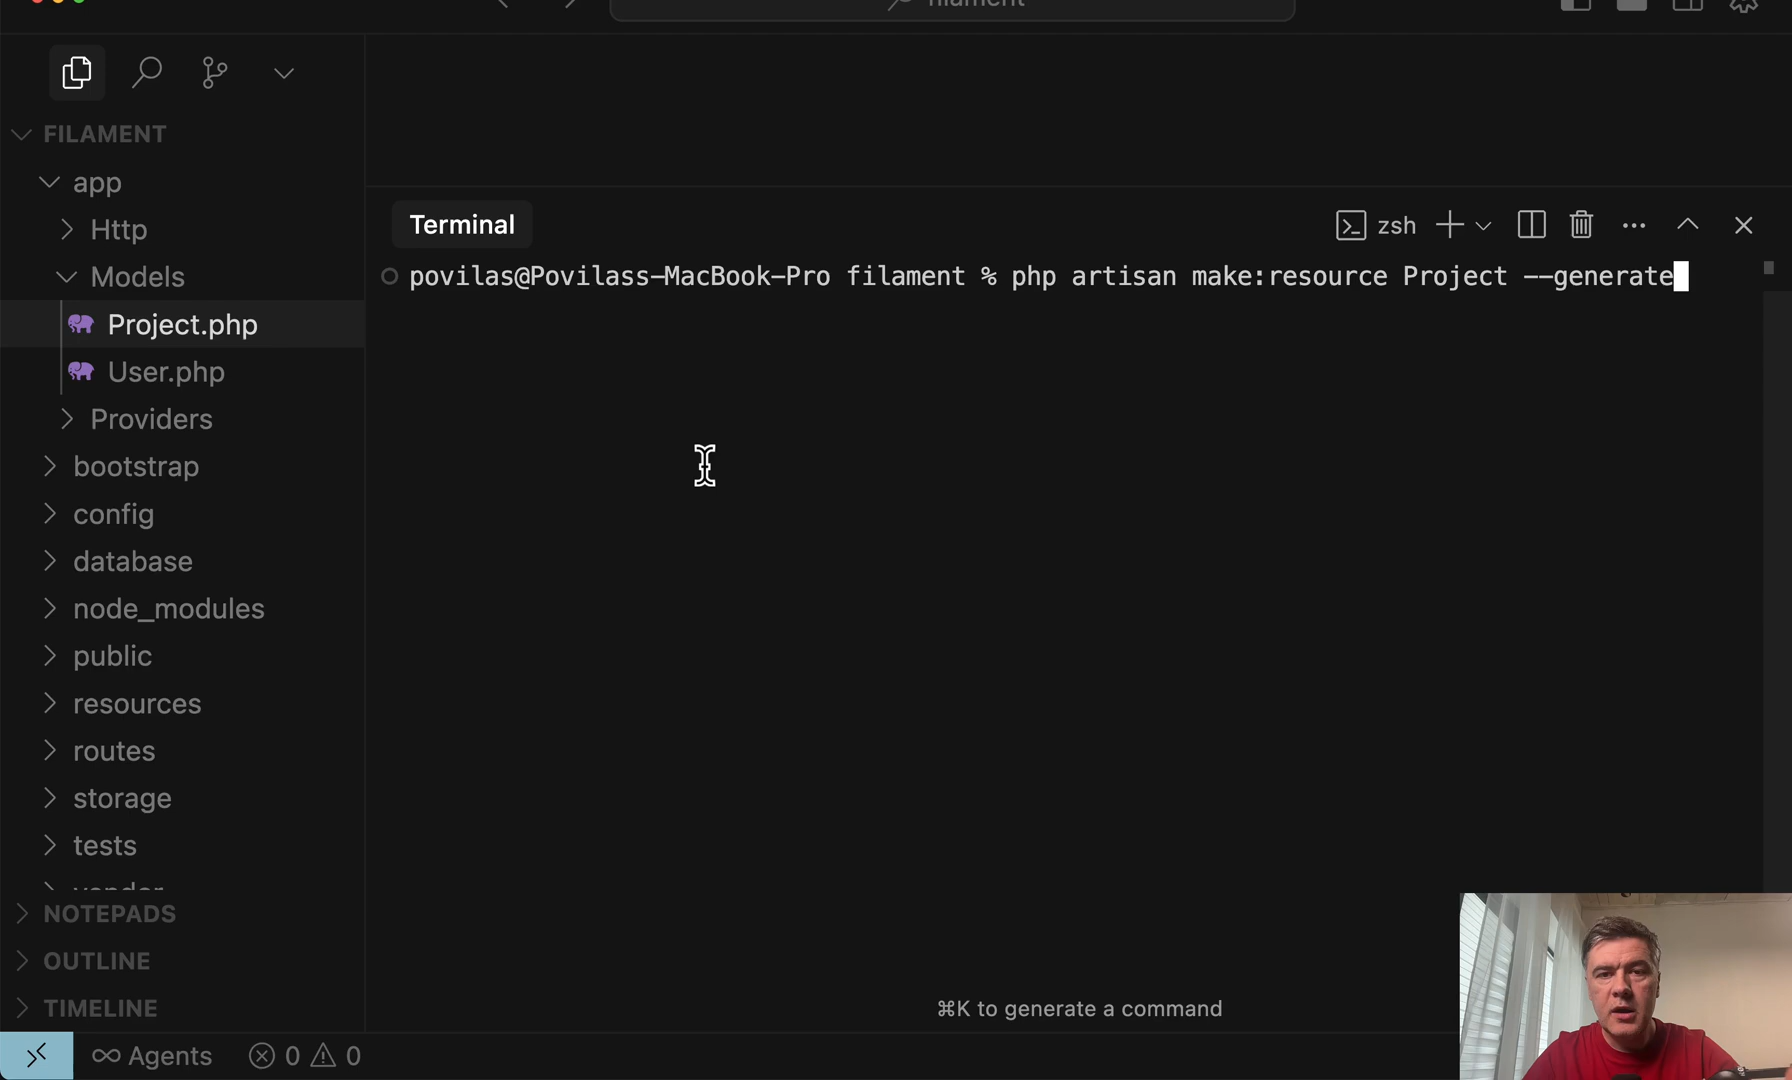 filament
FILAMENT
app
Http
Models
Project.php
User.php
Providers
bootstrap
config
database
node_modules
public
resources
routes
storage
tests
vendor
NOTEPADS
OUTLINE
TIMELINE
Terminal
zsh
povilas@Povilass-MacBook-Pro filament % php artisan make:resource Project --generate
⌘K to generate a command
Agents 0 0